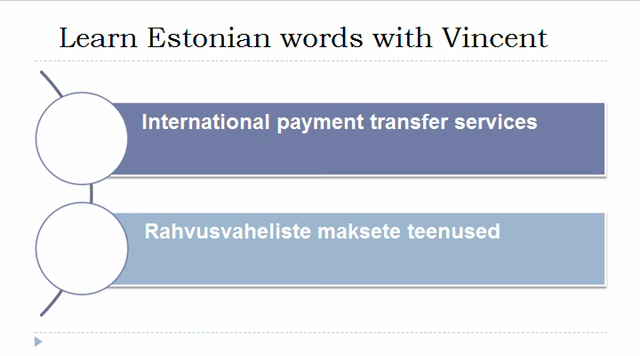 Learn Estonian words with Vincent
International payment transfer services
Rahvusvaheliste maksete teenused